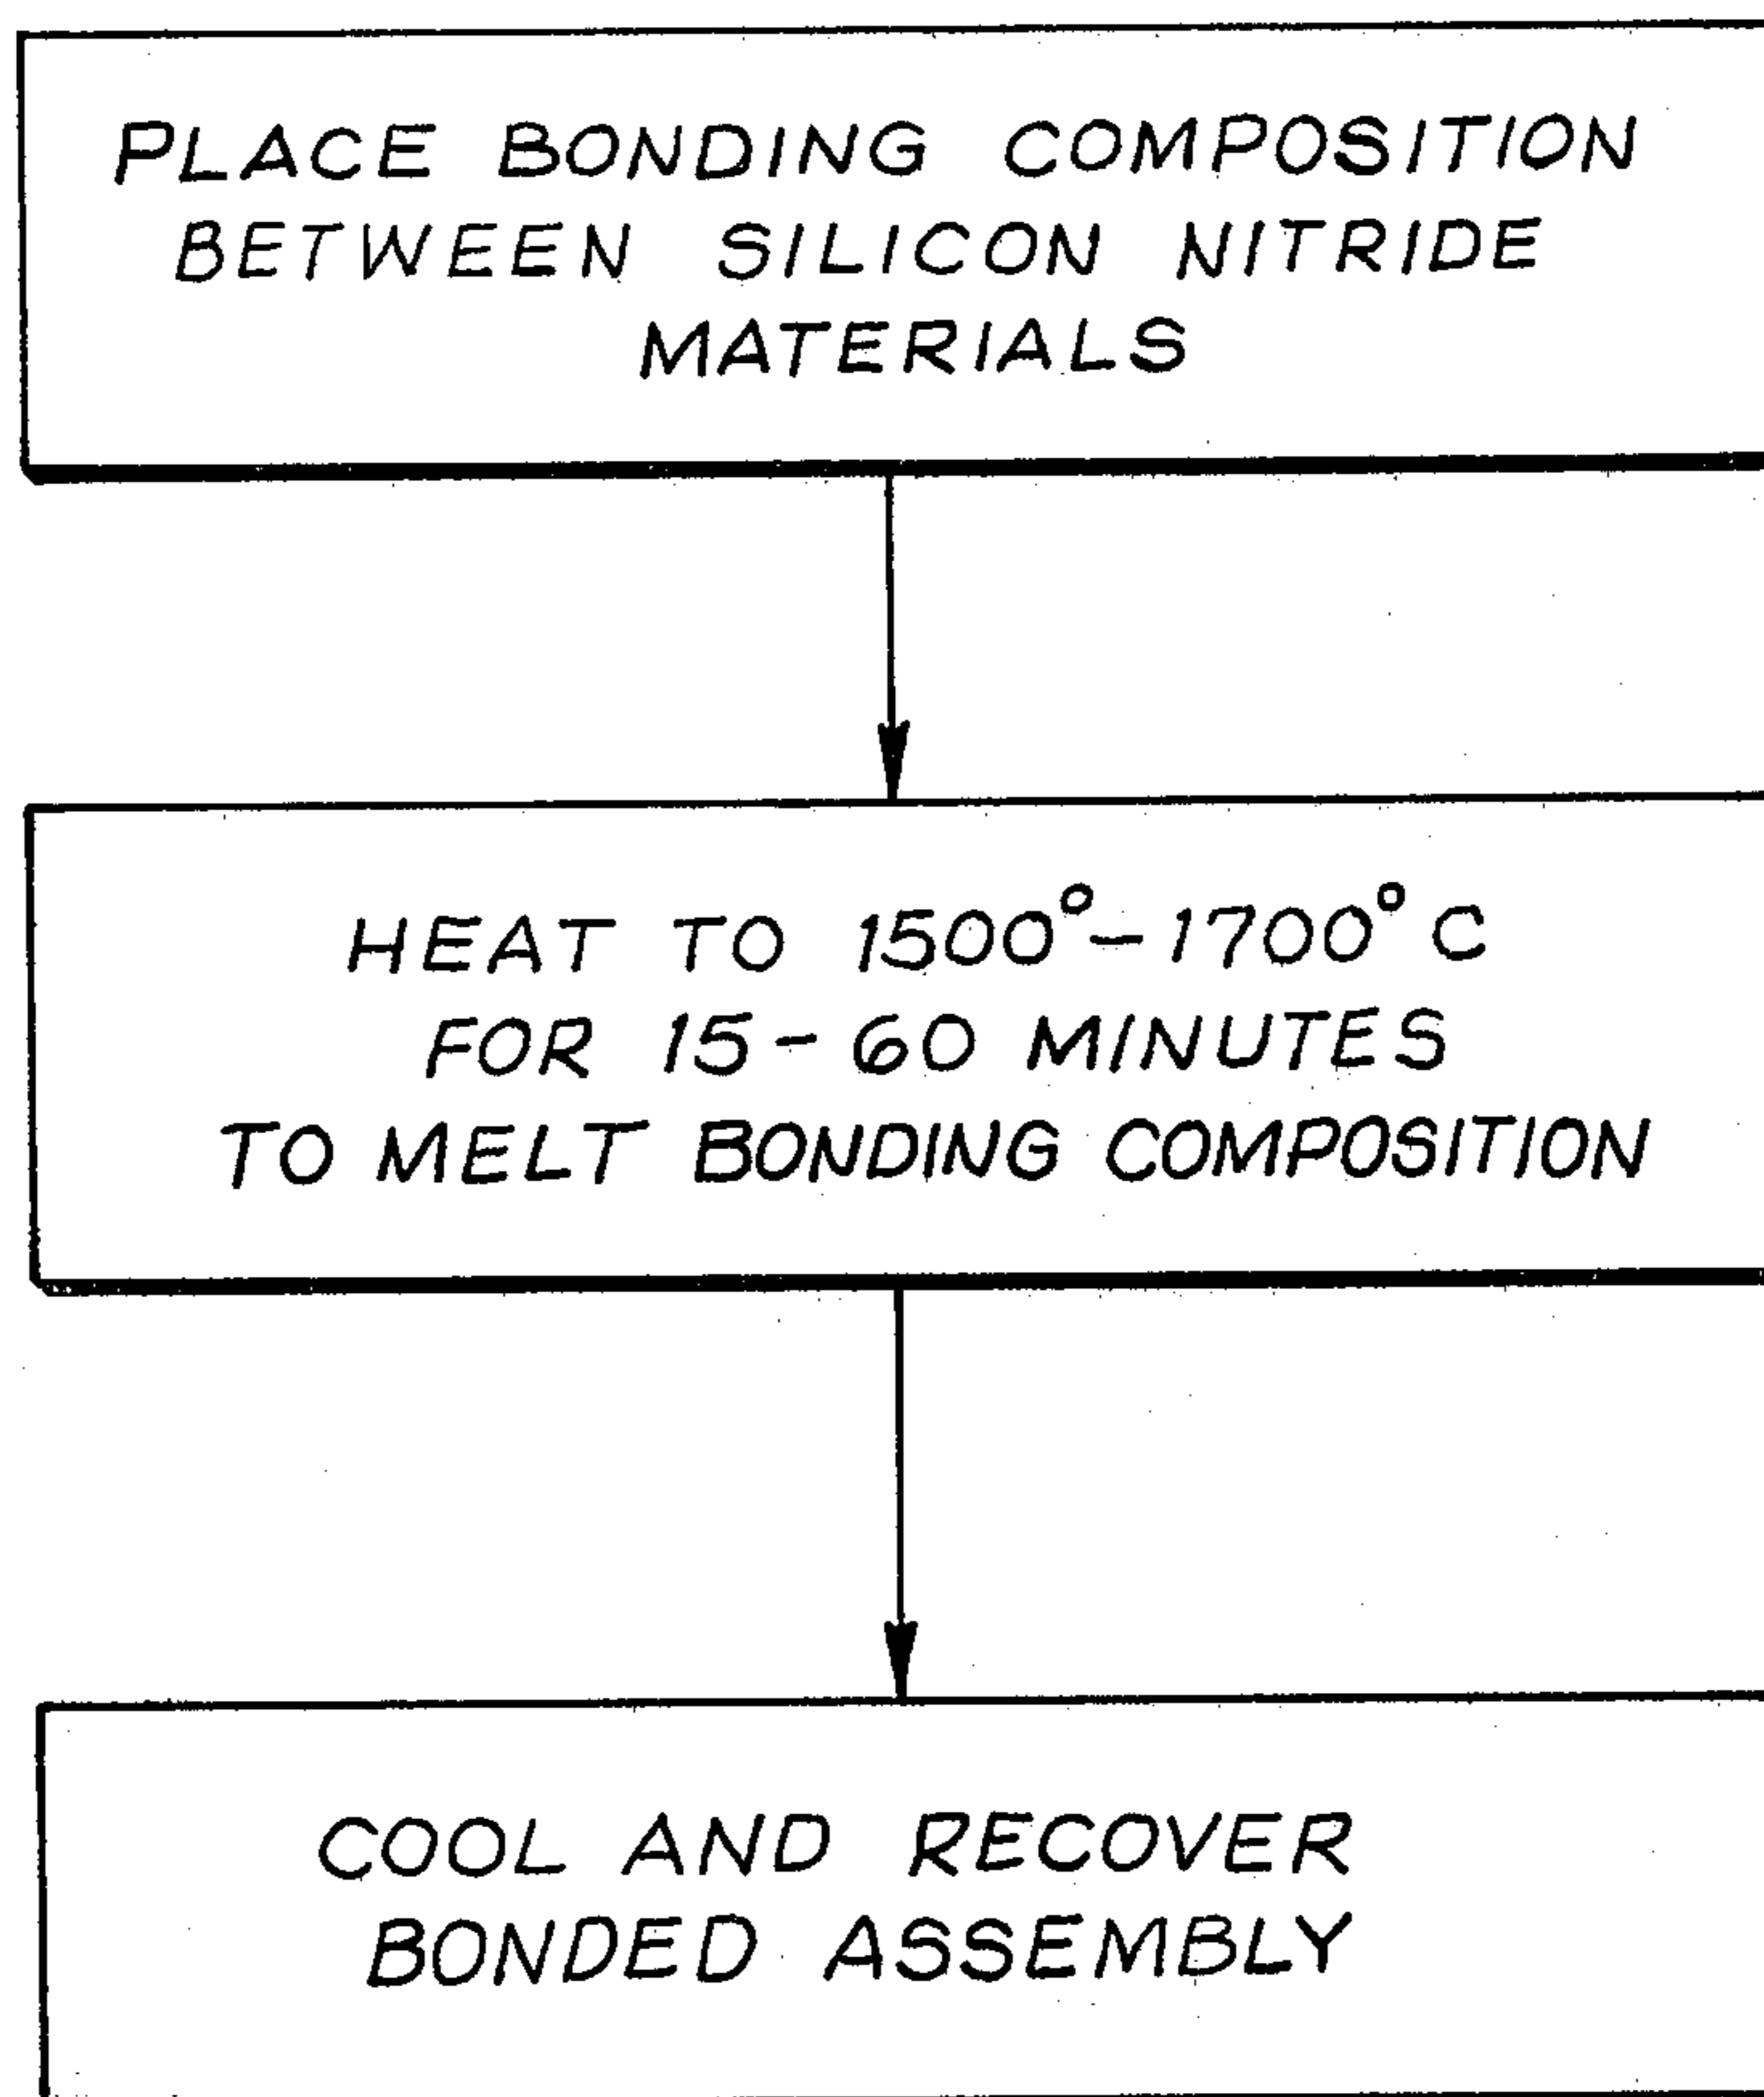 PLACE BONDING COMPOSITION
BETWEEN SILICON NITRIDE
MATERIALS
HEAT TO 1500°-1700° C
FOR 15-60 MINUTES
TO MELT BONDING COMPOSITION
COOL AND RECOVER
BONDED ASSEMBLY